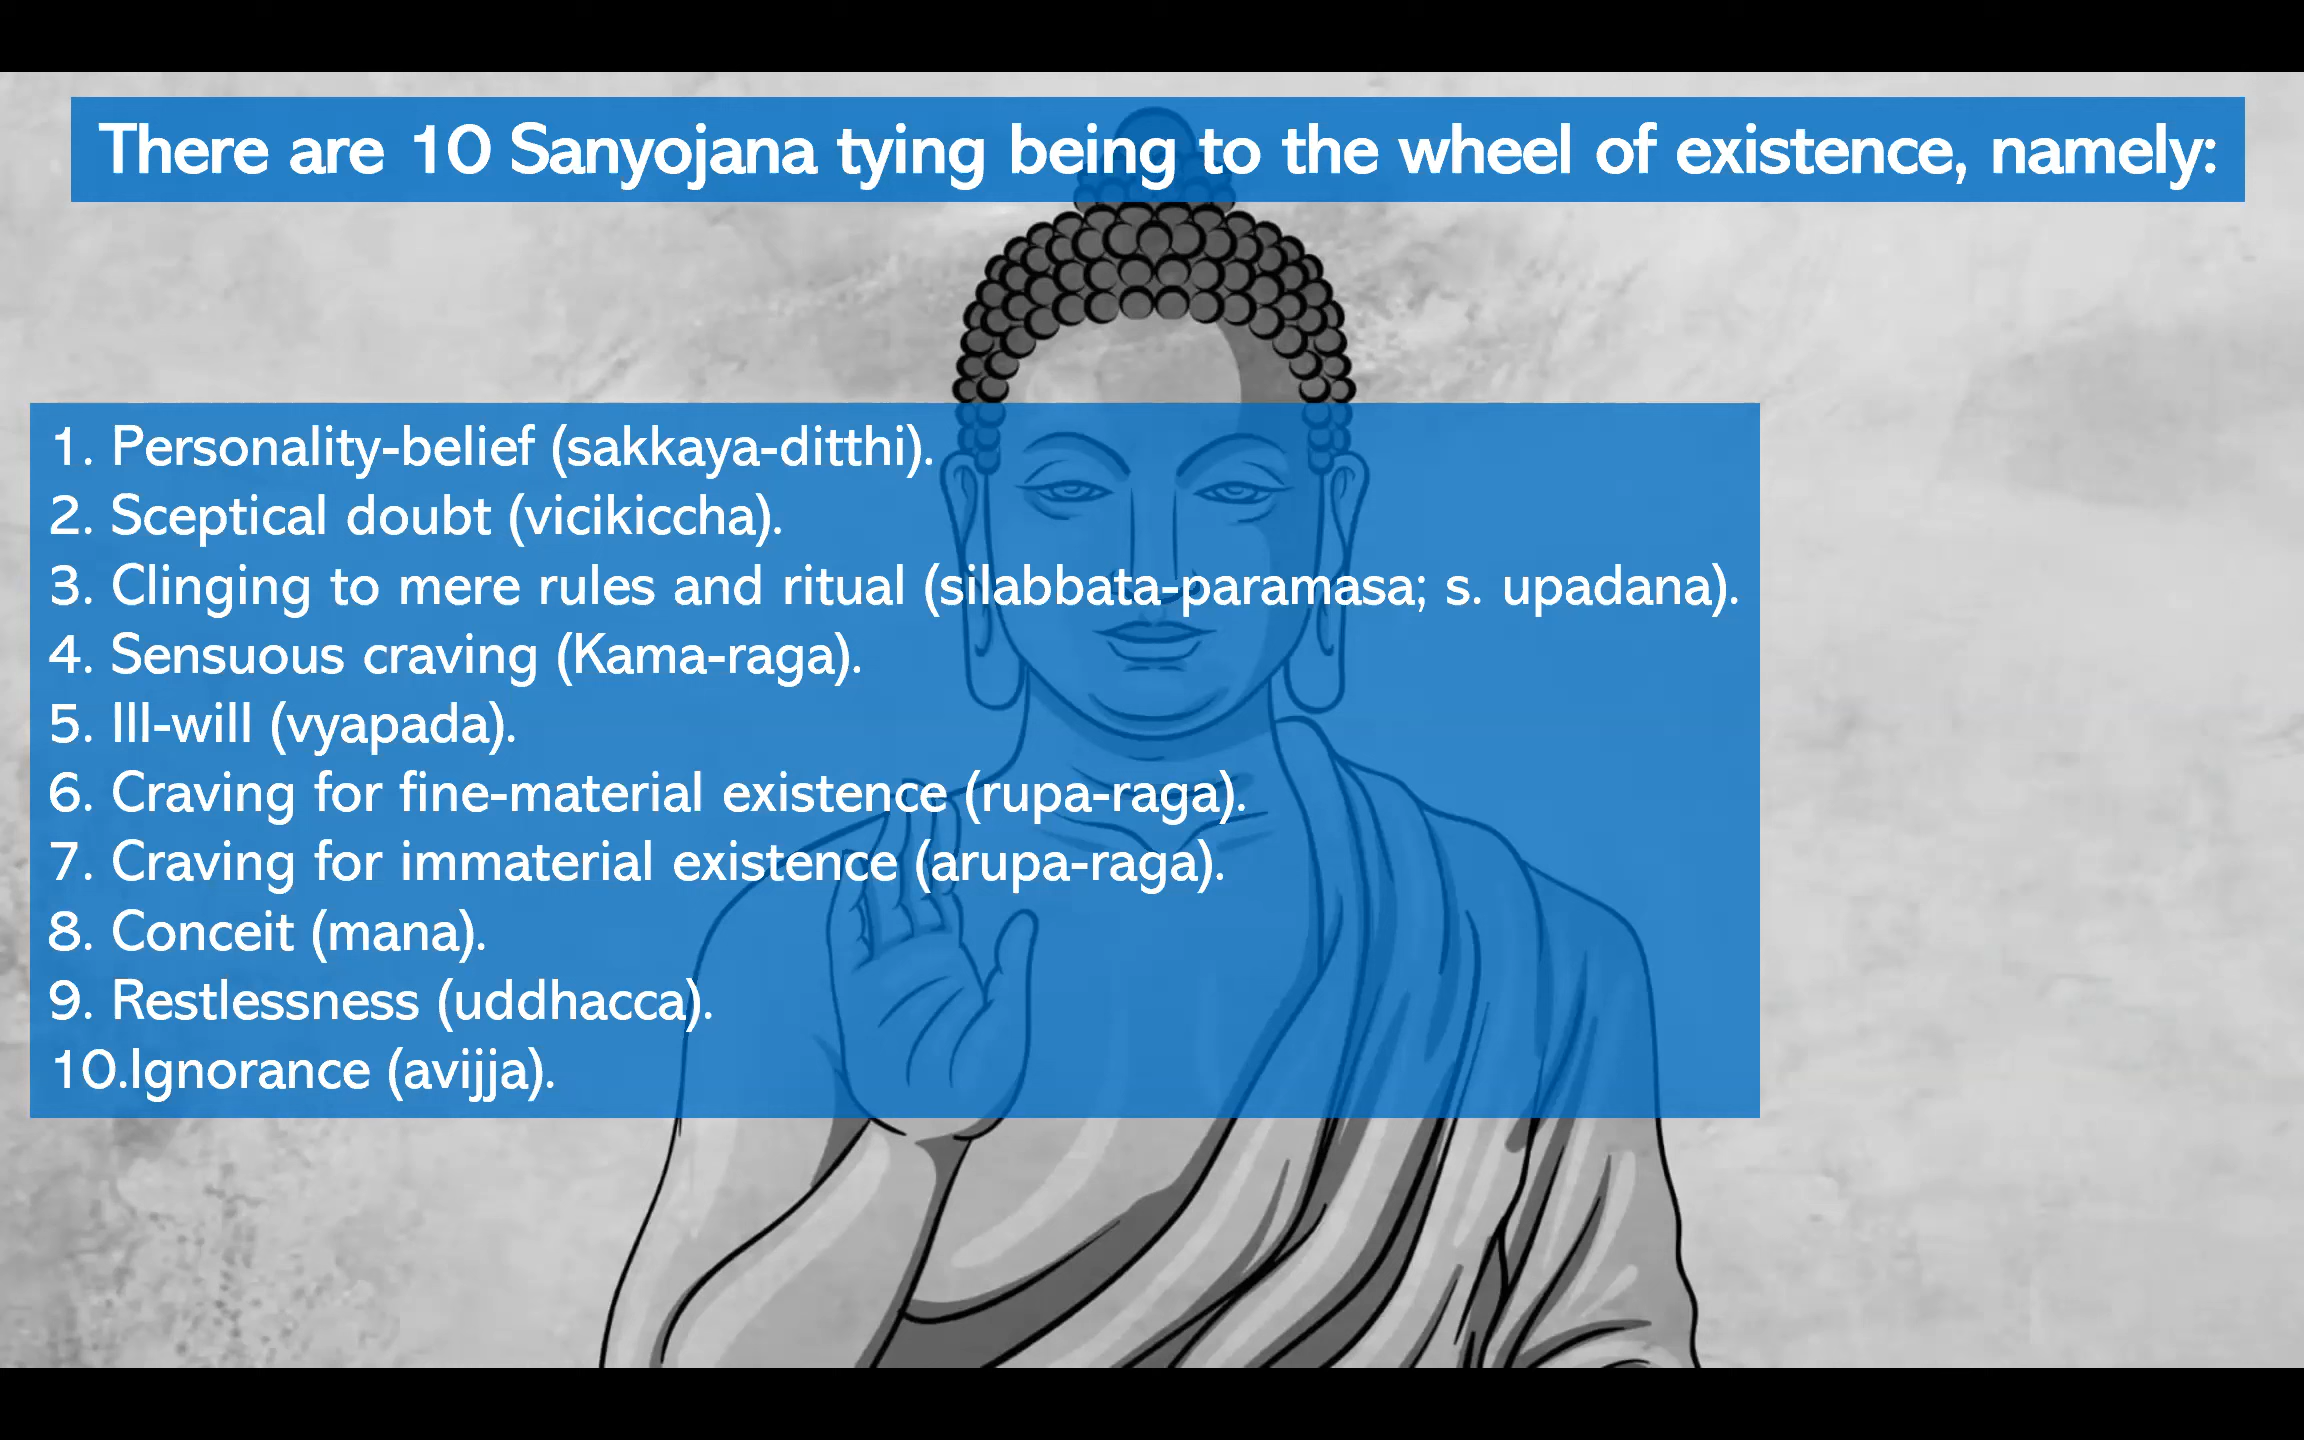 There are 10 Sanyojana tying being to the wheel of existence, namely:
1. Personality-belief (sakkaya-ditthi).
2. Sceptical doubt (vicikiccha).
3. Clinging to mere rules and ritual (silabbata-paramasa; s. upadana).
4. Sensuous craving (Kama-raga).
5. Ill-will (vyapada).
6. Craving for fine-material existence (rupa-raga).
7. Craving for immaterial existence (arupa-raga).
8. Conceit (mana).
9. Restlessness (uddhacca).
10.Ignorance (avijja).